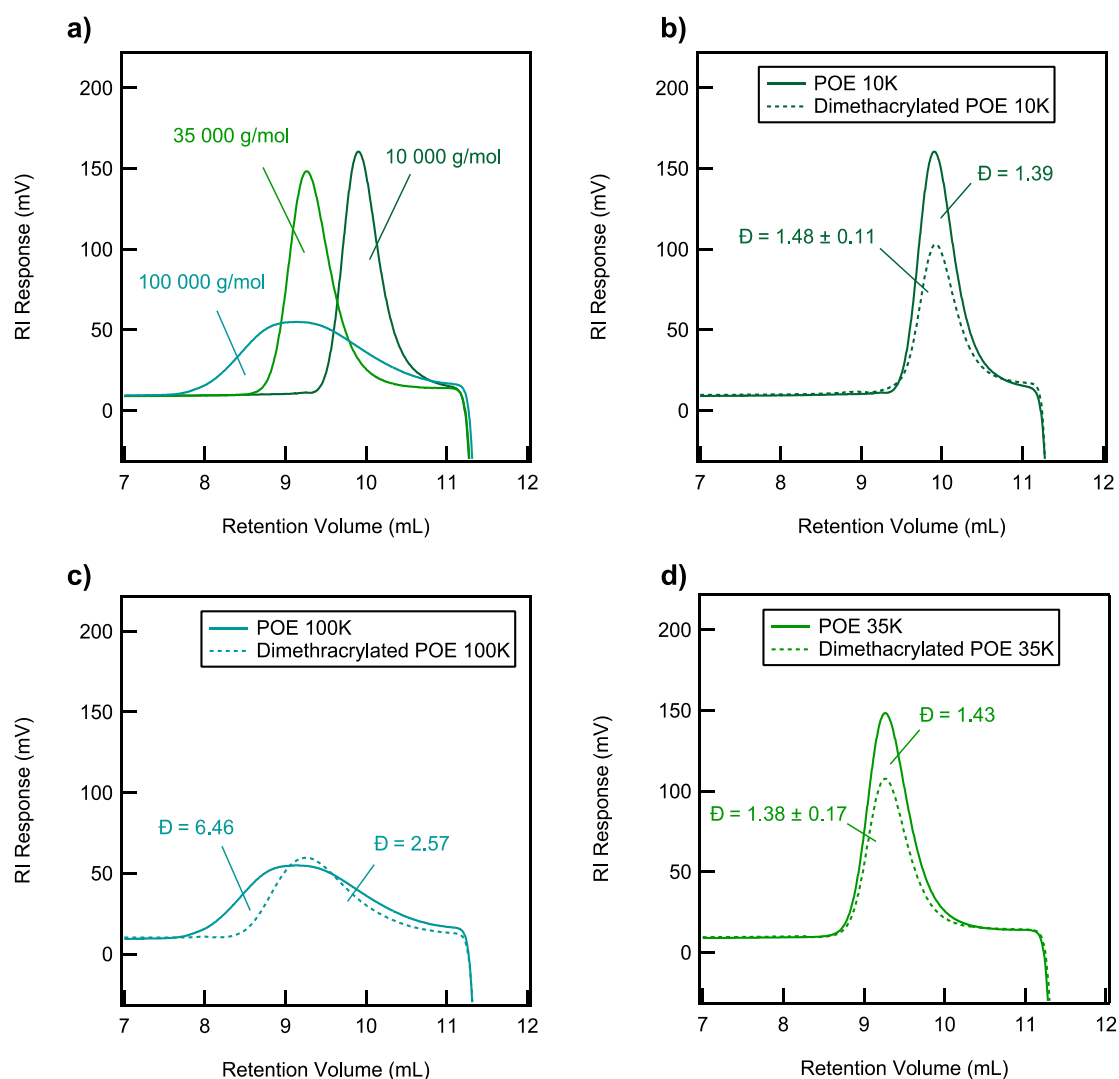 a)
200
150
100
50
0
RI Response (mV)
35 000 g/mol
10 000 g/mol
100 000 g/mol
7 8 9 10 11 12
Retention Volume (mL)
b)
200
150
100
50
0
RI Response (mV)
POE 10K
Dimethacrylated POE 10K
Đ = 1.39
Đ = 1.48 ± 0.11
7 8 9 10 11 12
Retention Volume (mL)
c)
200
150
100
50
0
RI Response (mV)
POE 100K
Dimethracrylated POE 100K
Đ = 6.46
Đ = 2.57
7 8 9 10 11 12
Retention Volume (mL)
d)
200
150
100
50
0
RI Response (mV)
POE 35K
Dimethacrylated POE 35K
Đ = 1.43
Đ = 1.38 ± 0.17
7 8 9 10 11 12
Retention Volume (mL)